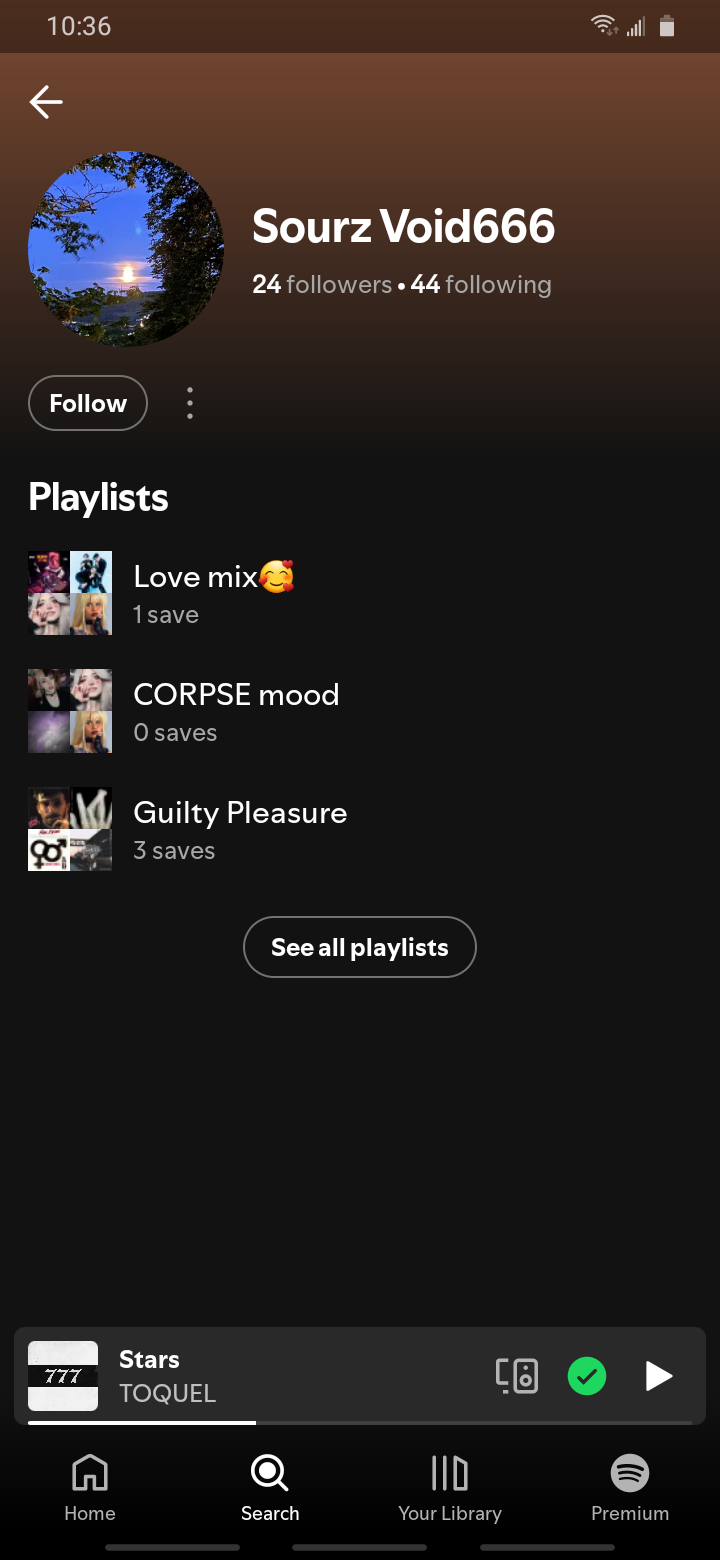 10:36
Sourz Void666
24 followers • 44 following
Follow
Playlists
Love mix🥰
1 save
CORPSE mood
0 saves
Guilty Pleasure
3 saves
See all playlists
777
Stars
TOQUEL
Home
Search
Your Library
Premium